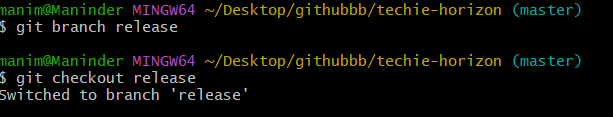 manim@Maninder MINGW64 ~/Desktop/githubbb/techie-horizon (master)
$ git branch release
manim@Maninder MINGW64 ~/Desktop/githubbb/techie-horizon (master)
$ git checkout release
Switched to branch 'release'